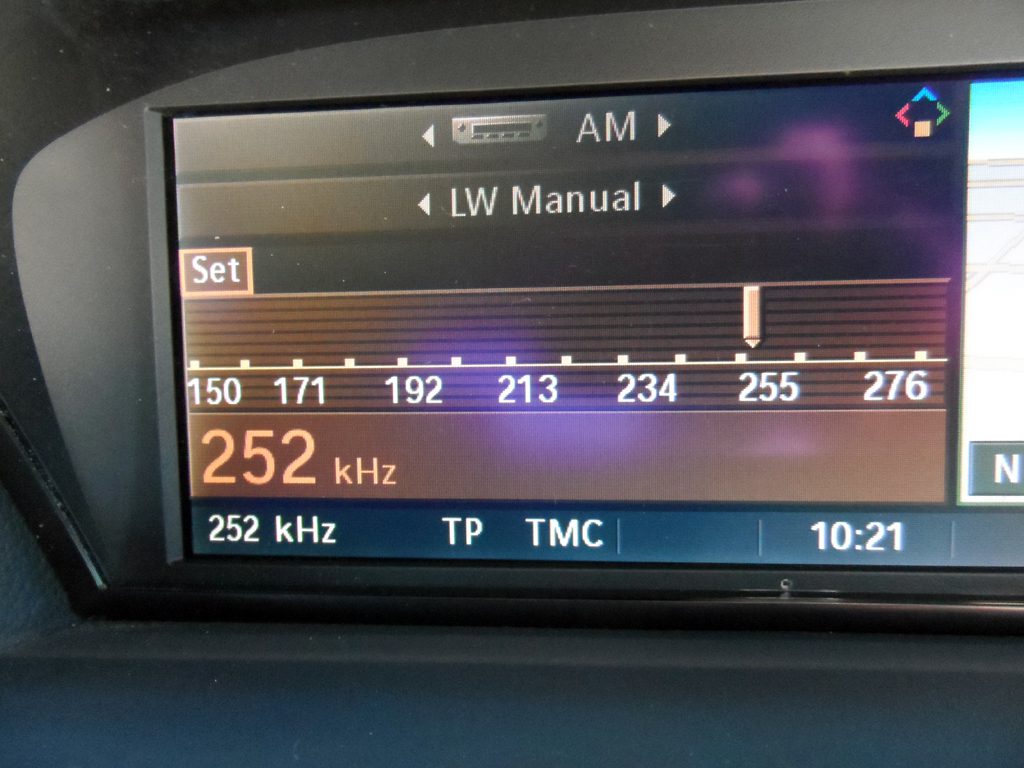 AM
LW Manual
Set
150 171 192 213 234 255 276
252 kHz
252 kHz TP TMC 10:21
N